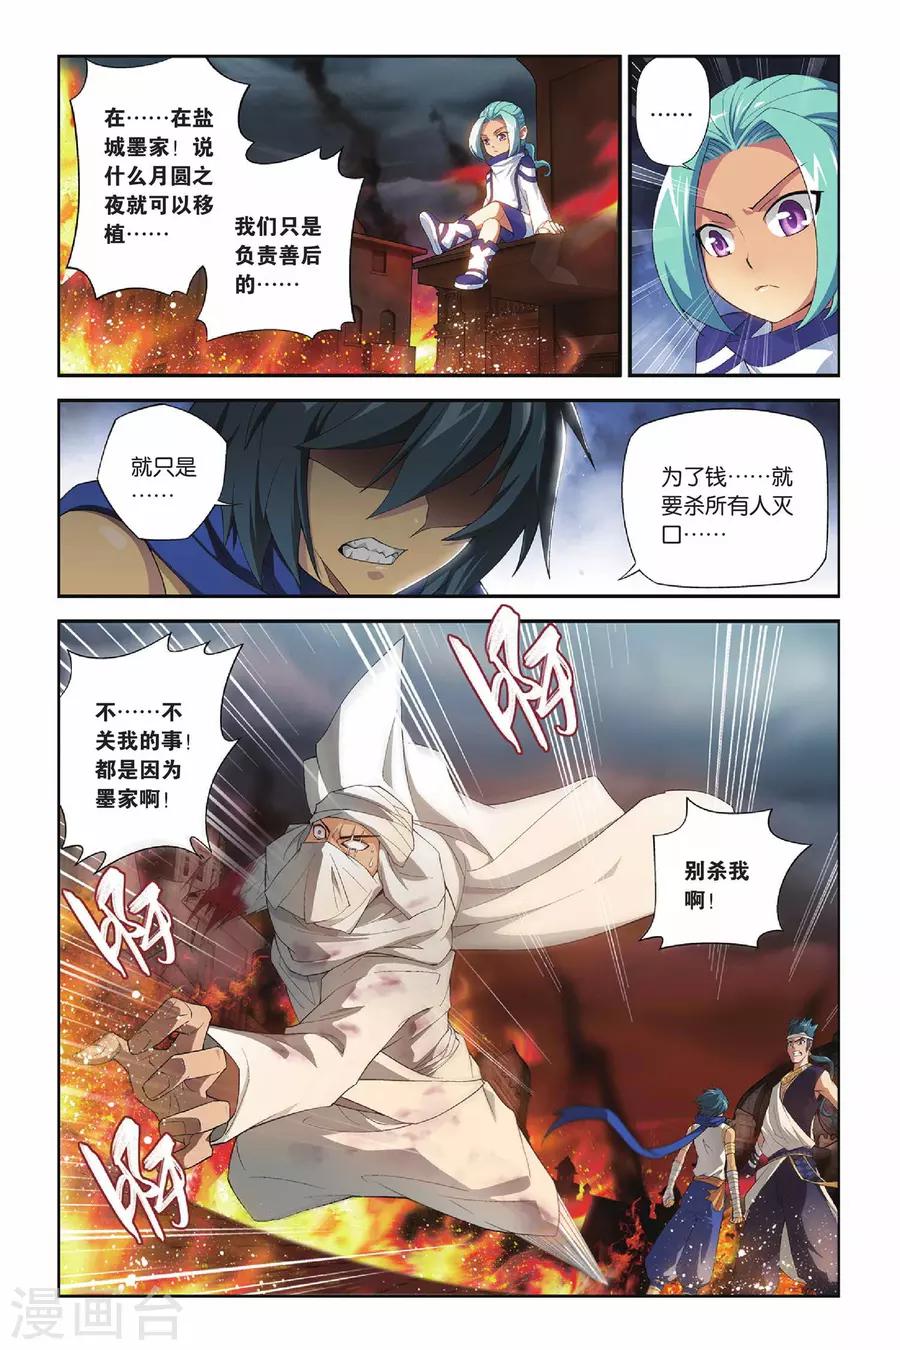 在……在盐
城墨家！说
什么月圆之
夜就可以移
植……
我们只是
负责善后
的……
……
就只是
……
为了钱……就
要杀所有人灭
口……
啊
不……不
关我的事！
都是因为
墨家啊！
别杀我
啊！
啊
啊
漫画台